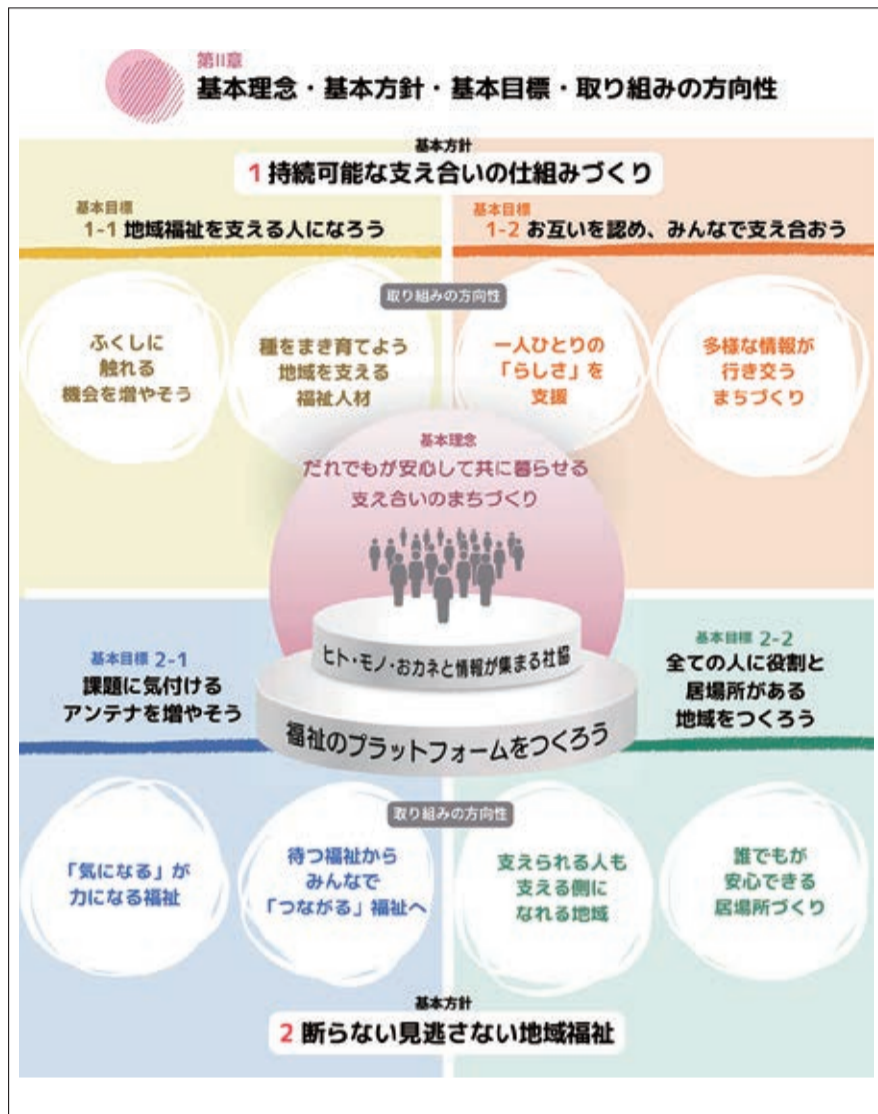 第II章
基本理念・基本方針・基本目標・取り組みの方向性
基本方針
1 持続可能な支え合いの仕組みづくり
基本目標
1-1 地域福祉を支える人になろう
基本目標
1-2 お互いを認め、みんなで支え合おう
取り組みの方向性
ふくしに
触れる
機会を増やそう
種をまき育てよう
地域を支える
福祉人材
一人ひとりの
「らしさ」を
支援
多様な情報が
行き交う
まちづくり
基本理念
だれでもが安心して共に暮らせる
支え合いのまちづくり
ヒト・モノ・おカネと情報が集まる社協
福祉のプラットフォームをつくろう
基本目標 2-1
課題に気付ける
アンテナを増やそう
基本目標 2-2
全ての人に役割と
居場所がある
地域をつくろう
取り組みの方向性
「気になる」が
力になる福祉
待つ福祉から
みんなで
「つながる」福祉へ
支えられる人も
支える側に
なれる地域
誰でもが
安心できる
居場所づくり
基本方針
2 断らない見逃さない地域福祉